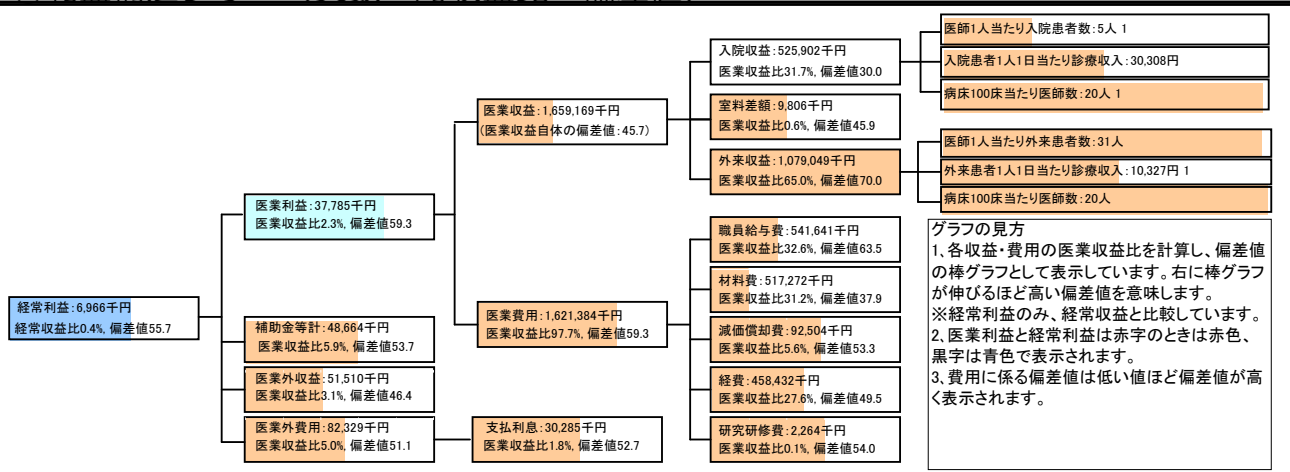 経常利益:6,966千円
経常収益比0.4%, 偏差値55.7
医業利益:37,785千円
医業収益比2.3%, 偏差値59.3
補助金等計:48,664千円
医業収益比5.9%, 偏差値53.7
医業外収益:51,510千円
医業収益比3.1%, 偏差値46.4
医業外費用:82,329千円
医業収益比5.0%, 偏差値51.1
支払利息:30,285千円
医業収益比1.8%, 偏差値52.7
医業収益:1,659,169千円
(医業収益自体の偏差値:45.7)
医業費用:1,621,384千円
医業収益比97.7%, 偏差値59.3
入院収益:525,902千円
医業収益比31.7%, 偏差値30.0
室料差額:9,806千円
医業収益比0.6%, 偏差値45.9
外来収益:1,079,049千円
医業収益比65.0%, 偏差値70.0
職員給与費:541,641千円
医業収益比32.6%, 偏差値63.5
材料費:517,272千円
医業収益比31.2%, 偏差値37.9
減価償却費:92,504千円
医業収益比5.6%, 偏差値53.3
経費:458,432千円
医業収益比27.6%, 偏差値49.5
研究研修費:2,264千円
医業収益比0.1%, 偏差値54.0
医師1人当たり入院患者数:5人 1
入院患者1人1日当たり診療収入:30,308円
病床100床当たり医師数:20人 1
医師1人当たり外来患者数:31人
外来患者1人1日当たり診療収入:10,327円 1
病床100床当たり医師数:20人
グラフの見方
1、各収益・費用の医業収益比を計算し、偏差値
の棒グラフとして表示しています。右に棒グラフ
が伸びるほど高い偏差値を意味します。
※経常利益のみ、経常収益と比較しています。
2、医業利益と経常利益は赤字のときは赤色、
黒字は青色で表示されます。
3、費用に係る偏差値は低い値ほど偏差値が高
く表示されます。